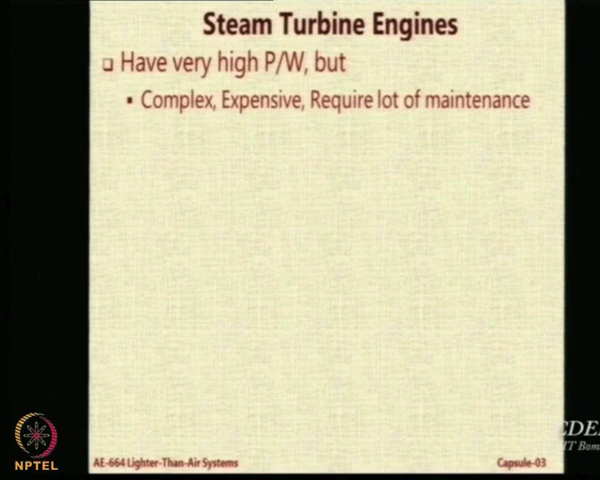 Steam Turbine Engines
❑ Have very high P/W, but
▪ Complex, Expensive, Require lot of maintenance
NPTEL
AE-664 Lighter-Than-Air Systems
Capsule-03